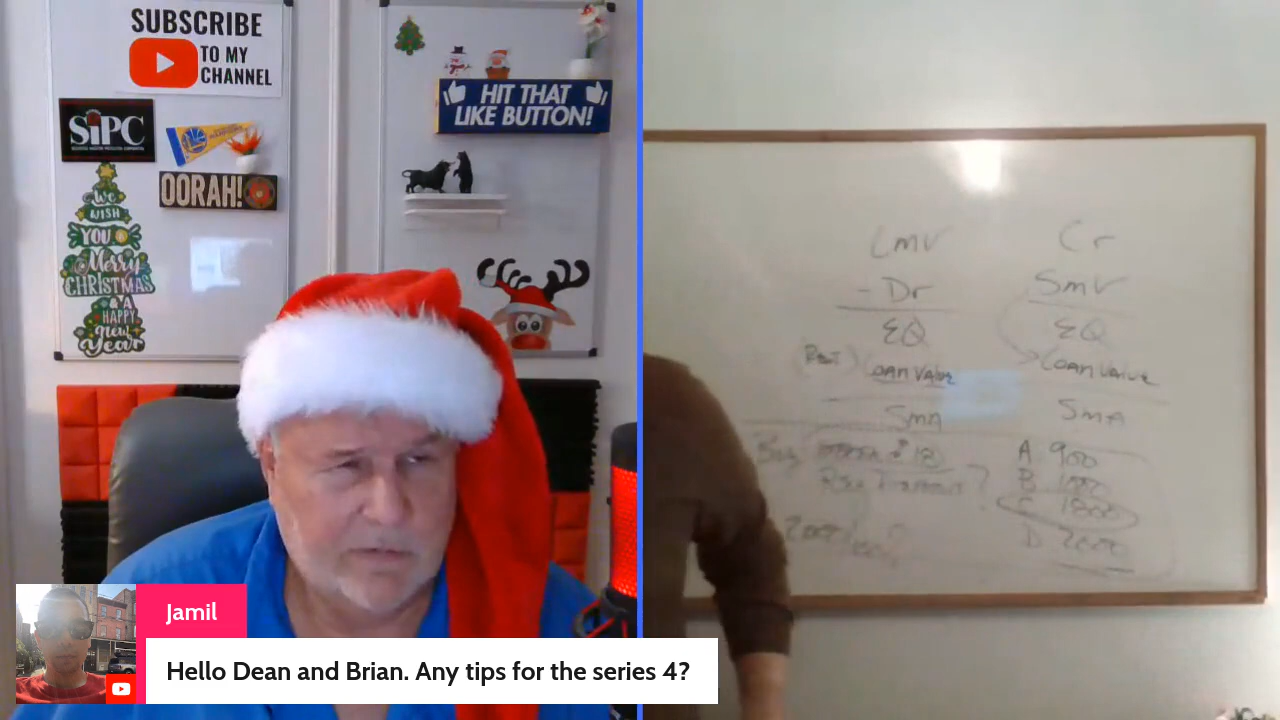 SUBSCRIBE
TO MY
CHANNEL
SiPC
OORAH!
We
WISH
YOU
Merry
CHRISTMAS
& A
HAPPY
New
Year
HIT THAT
LIKE BUTTON!
LMV
- Dr
EQ
LOAN VALUE
SMA
Cr
SMV
EQ
LOAN VALUE
SMA
A 900
B
C 1800
D 2000
Jamil
Hello Dean and Brian. Any tips for the series 4?